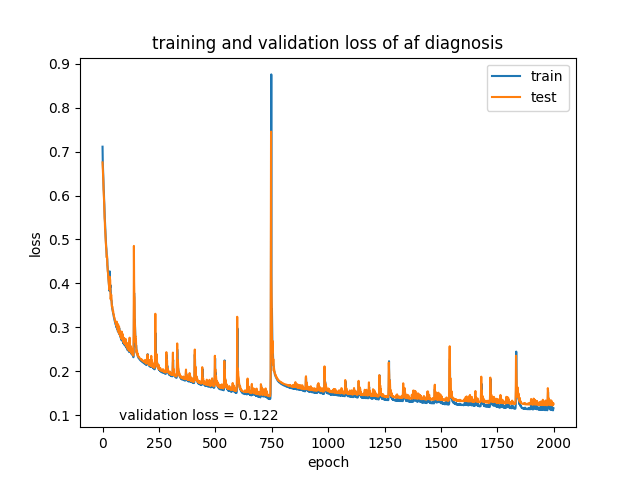 training and validation loss of af diagnosis
0.9
0.8
0.7
0.6
0.5
0.4
0.3
0.2
0.1
loss
train
test
validation loss = 0.122
0 250 500 750 1000 1250 1500 1750 2000
epoch